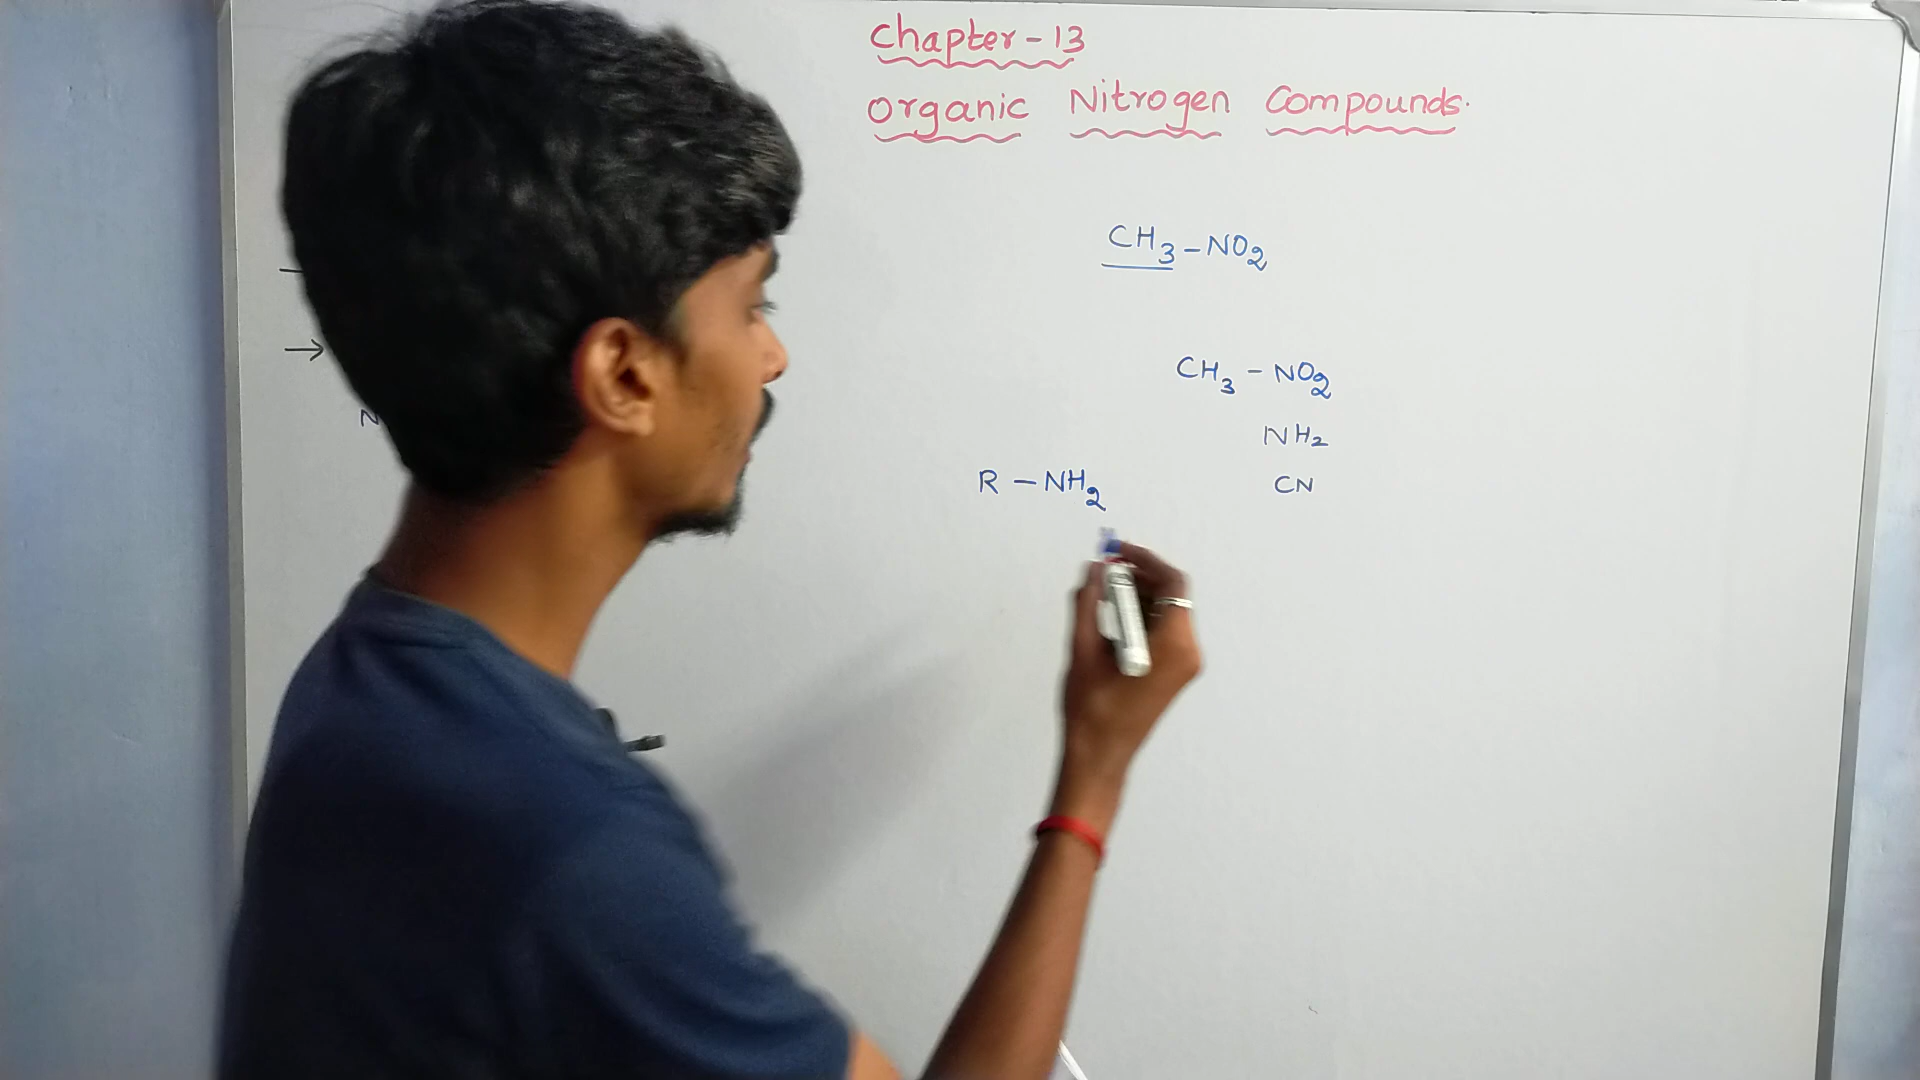 Chapter-13
Organic Nitrogen Compounds.
CH3-NO2
CH3 - NO2
NH2
R - NH2
CN